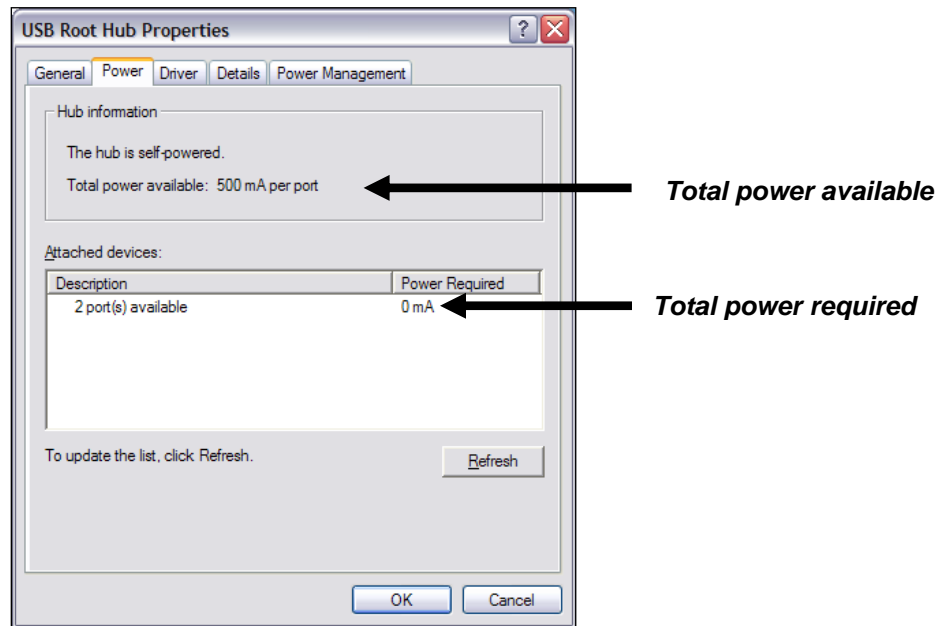 USB Root Hub Properties
General Power Driver Details Power Management
Hub information
The hub is self-powered.
Total power available: 500 mA per port
Total power available
Attached devices:
Description Power Required
2 port(s) available 0 mA
Total power required
To update the list, click Refresh.
Refresh
OK Cancel